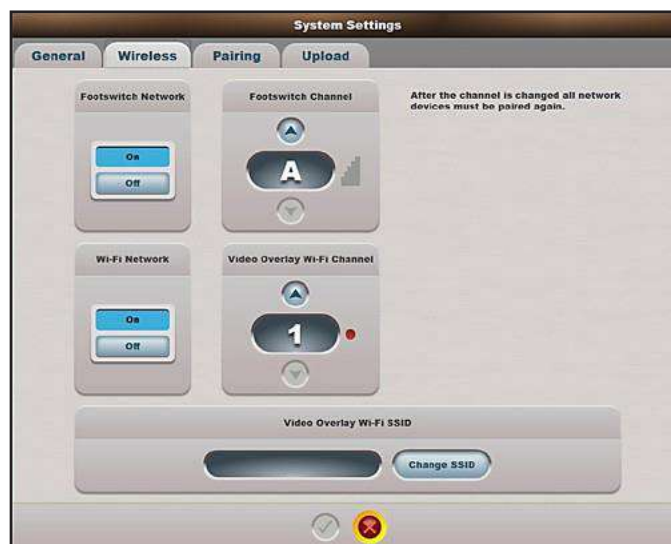 System Settings
General Wireless Pairing Upload
Footswitch Network
On
Off
Footswitch Channel
A
After the channel is changed all network
devices must be paired again.
Wi-Fi Network
On
Off
Video Overlay Wi-Fi Channel
1
Video Overlay Wi-Fi SSID
Change SSID